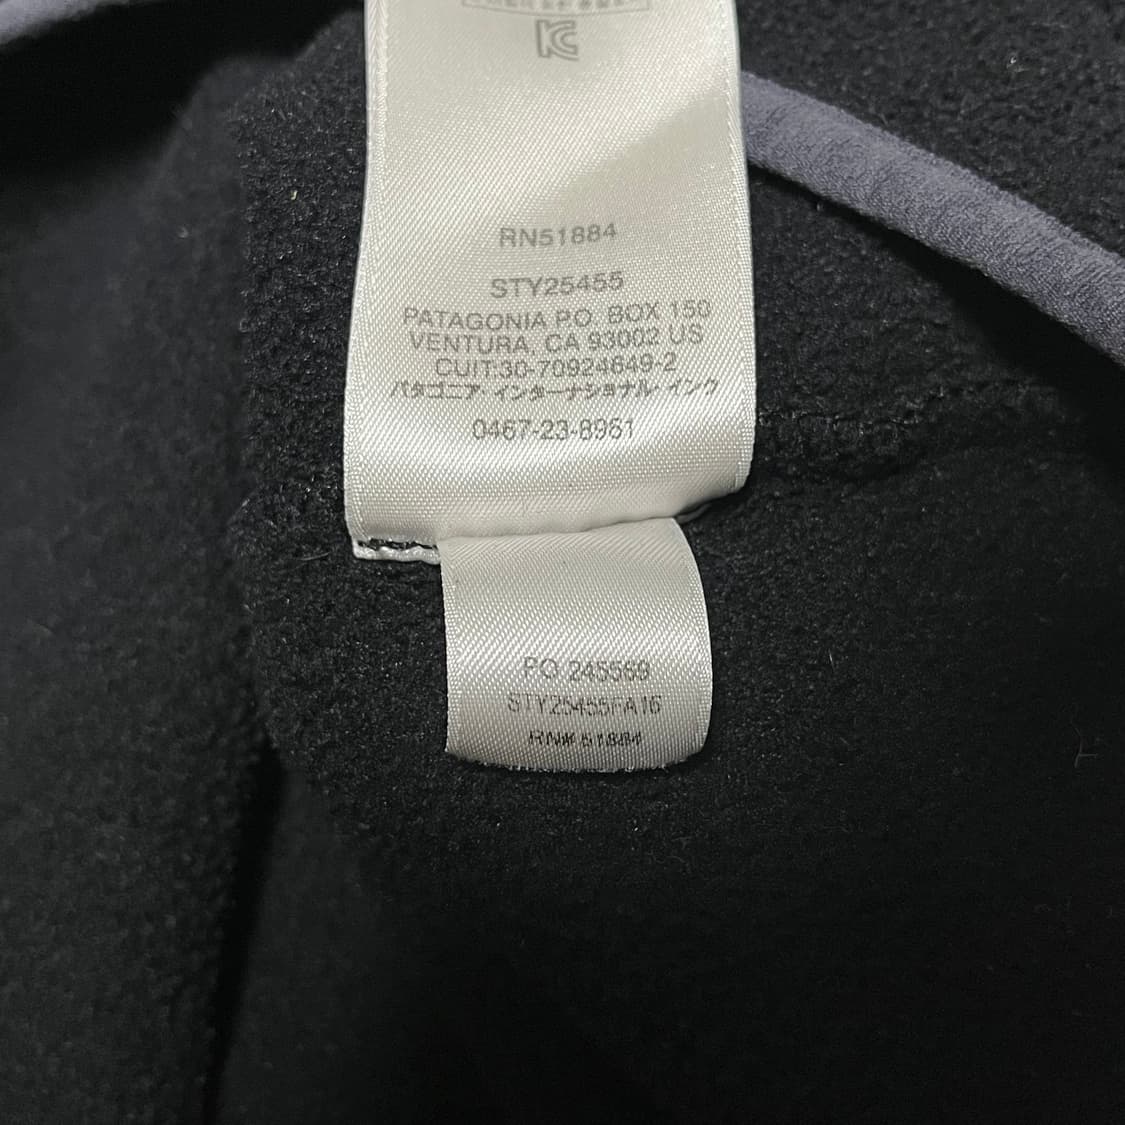 RN51884
STY25455
PATAGONIA P.O. BOX 150
VENTURA, CA 93002 US
CUIT:30-70924649-2
パタゴニア・インターナショナル・インク
0467-23-8961
PO 245569
STY25455FA16
RN# 51884